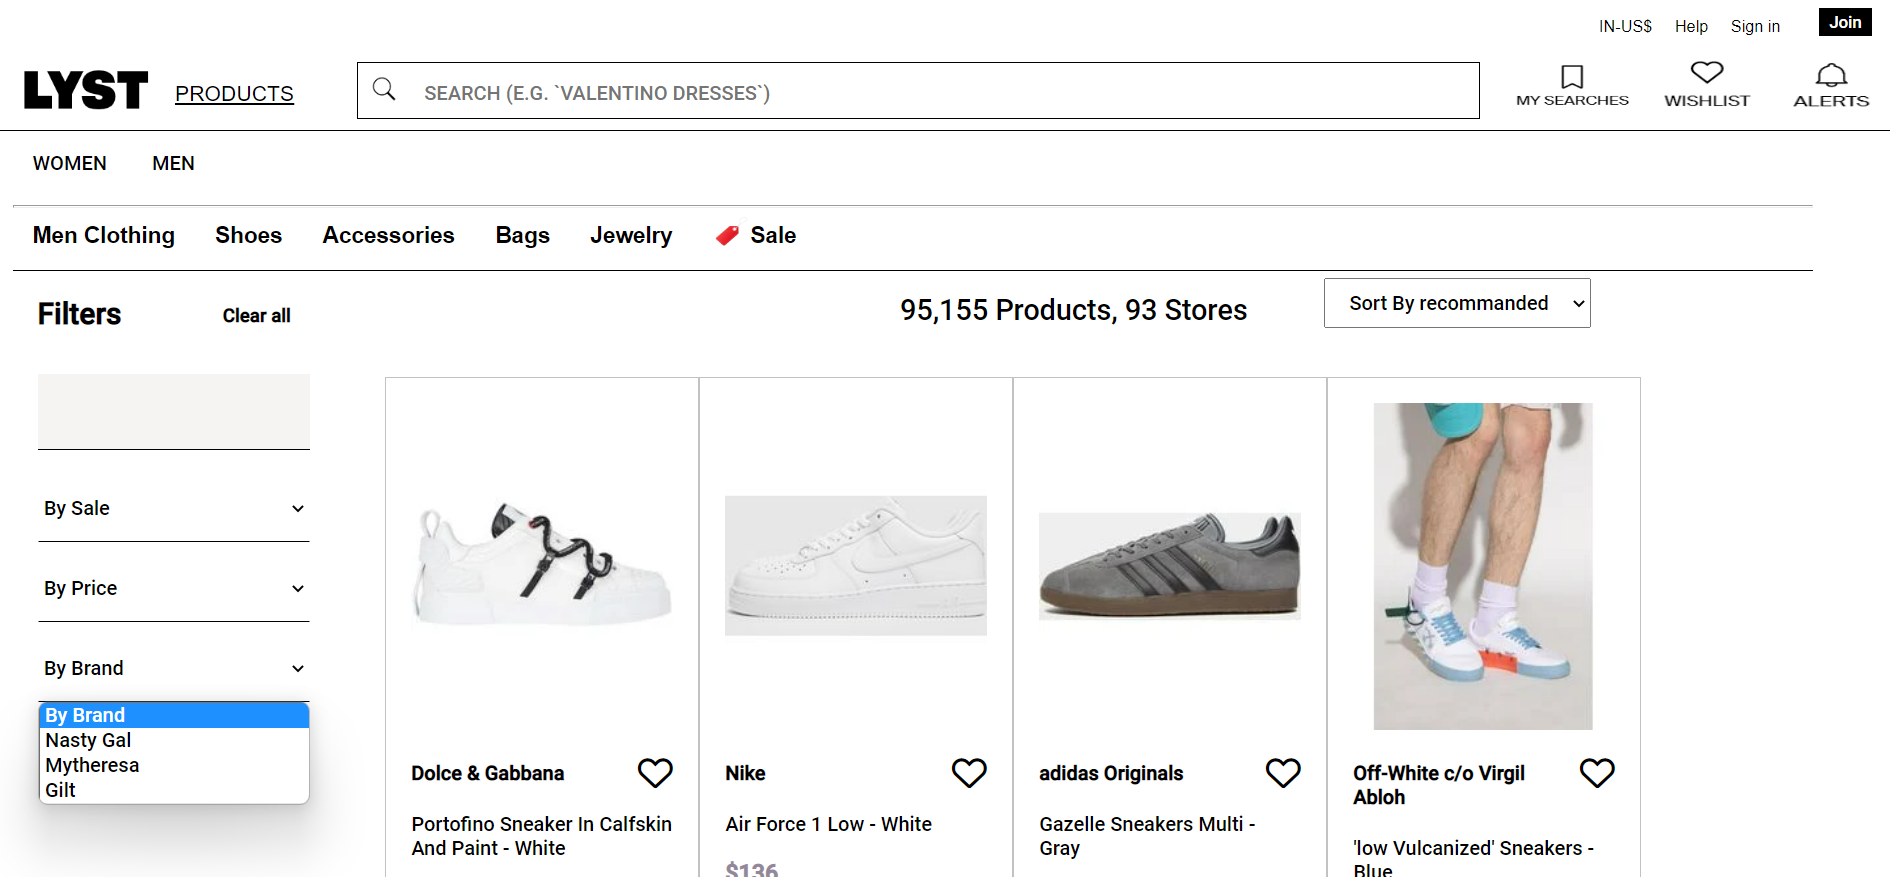 IN-US$ Help Sign in Join
LYST PRODUCTS SEARCH (E.G. `VALENTINO DRESSES`) MY SEARCHES WISHLIST ALERTS
WOMEN MEN
Men Clothing Shoes Accessories Bags Jewelry Sale
Filters Clear all
95,155 Products, 93 Stores
Sort By recommanded
By Sale
By Price
By Brand
By Brand
Nasty Gal
Mytheresa
Gilt
Dolce & Gabbana
Portofino Sneaker In Calfskin
And Paint - White
Nike
Air Force 1 Low - White
$136
adidas Originals
Gazelle Sneakers Multi -
Gray
Off-White c/o Virgil
Abloh
'low Vulcanized' Sneakers -
Blue